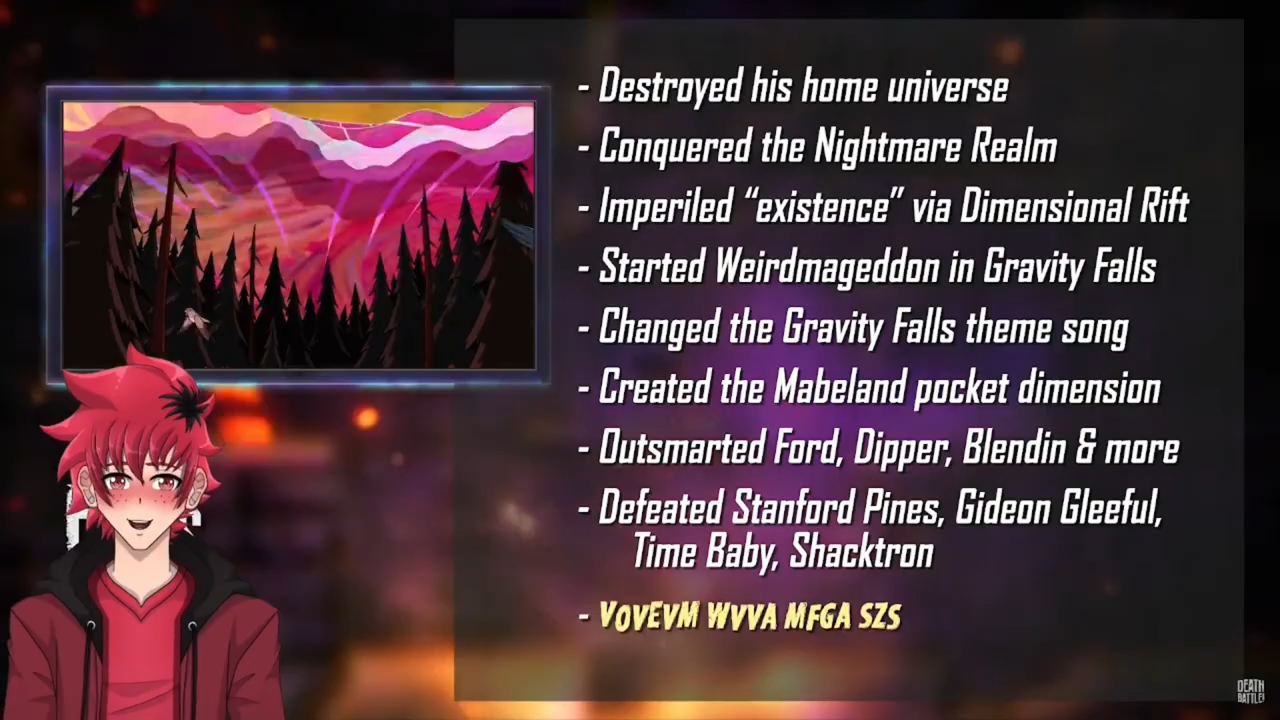 - Destroyed his home universe
- Conquered the Nightmare Realm
- Imperiled “existence” via Dimensional Rift
- Started Weirdmageddon in Gravity Falls
- Changed the Gravity Falls theme song
- Created the Mabeland pocket dimension
- Outsmarted Ford, Dipper, Blendin & more
- Defeated Stanford Pines, Gideon Gleeful,
Time Baby, Shacktron
- VOVEVM WVVA MFGA SZS
DEATH
BATTLE!